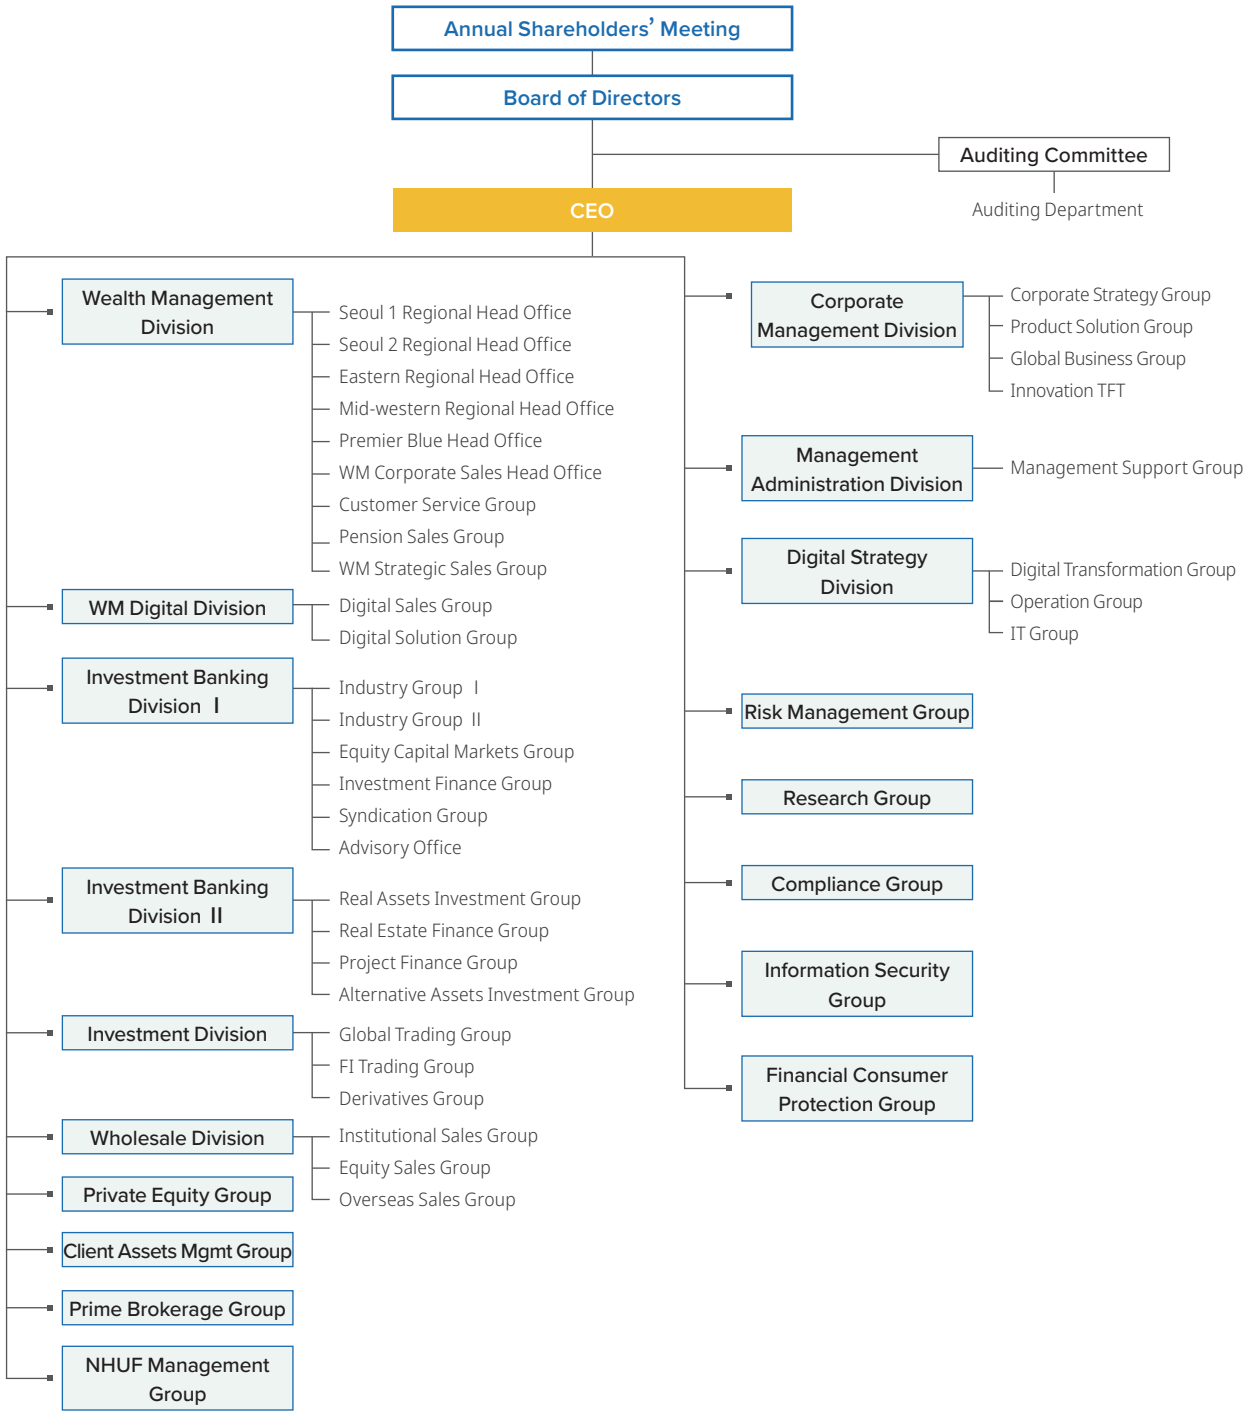 Annual Shareholders’ Meeting
Board of Directors
Auditing Committee
Auditing Department
CEO
Wealth Management
Division
Seoul 1 Regional Head Office
Seoul 2 Regional Head Office
Eastern Regional Head Office
Mid-western Regional Head Office
Premier Blue Head Office
WM Corporate Sales Head Office
Customer Service Group
Pension Sales Group
WM Strategic Sales Group
WM Digital Division
Digital Sales Group
Digital Solution Group
Investment Banking
Division Ⅰ
Industry Group Ⅰ
Industry Group Ⅱ
Equity Capital Markets Group
Investment Finance Group
Syndication Group
Advisory Office
Investment Banking
Division Ⅱ
Real Assets Investment Group
Real Estate Finance Group
Project Finance Group
Alternative Assets Investment Group
Investment Division
Global Trading Group
FI Trading Group
Derivatives Group
Wholesale Division
Institutional Sales Group
Equity Sales Group
Overseas Sales Group
Private Equity Group
Client Assets Mgmt Group
Prime Brokerage Group
NHUF Management
Group
Corporate
Management Division
Corporate Strategy Group
Product Solution Group
Global Business Group
Innovation TFT
Management
Administration Division
Management Support Group
Digital Strategy
Division
Digital Transformation Group
Operation Group
IT Group
Risk Management Group
Research Group
Compliance Group
Information Security
Group
Financial Consumer
Protection Group